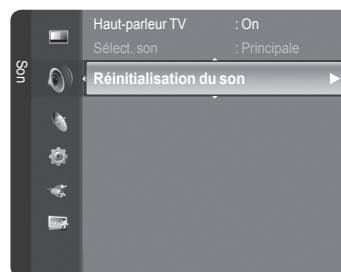 Son
Haut-parleur TV : On
Sélect. son : Principale
Réinitialisation du son